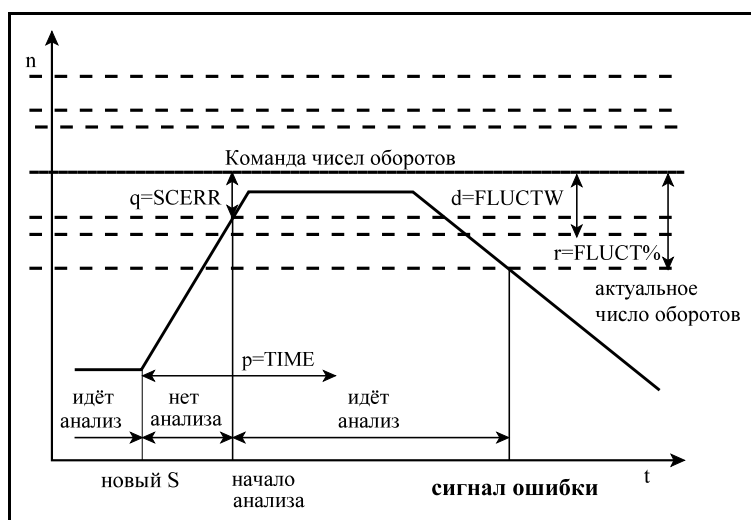 n
Команда чисел оборотов
q=SCERR
d=FLUCTW
r=FLUCT%
актуальное
число оборотов
p=TIME
идёт
анализ
нет
анализа
идёт
анализ
новый S
начало
анализа
сигнал ошибки
t